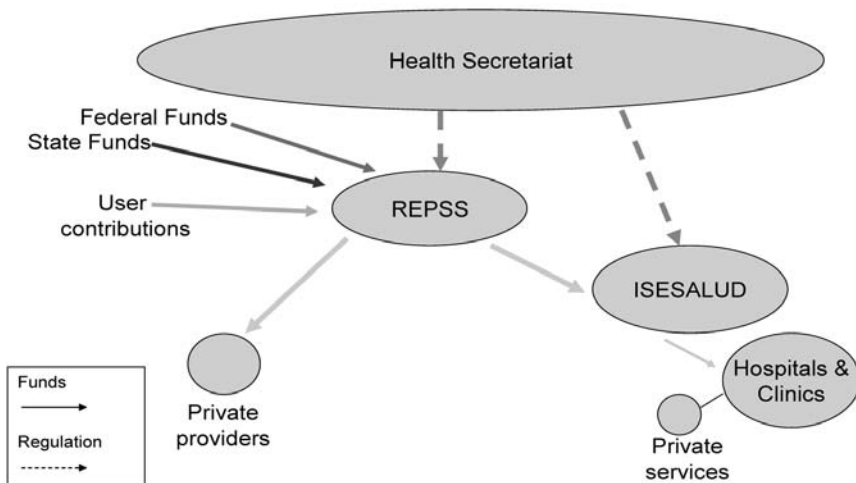 Health Secretariat
Federal Funds
State Funds
User
contributions
REPSS
ISESALUD
Hospitals &
Clinics
Private
providers
Private
services
Funds
Regulation